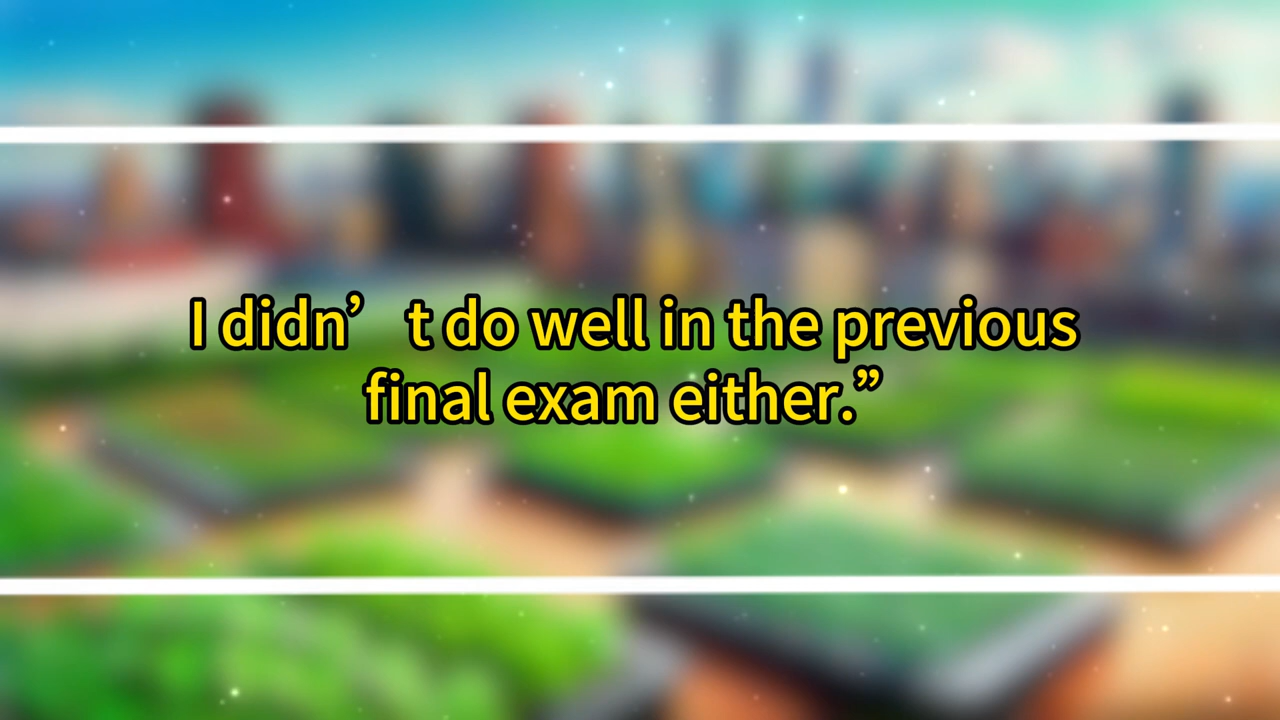 I didn’t do well in the previous
final exam either.”